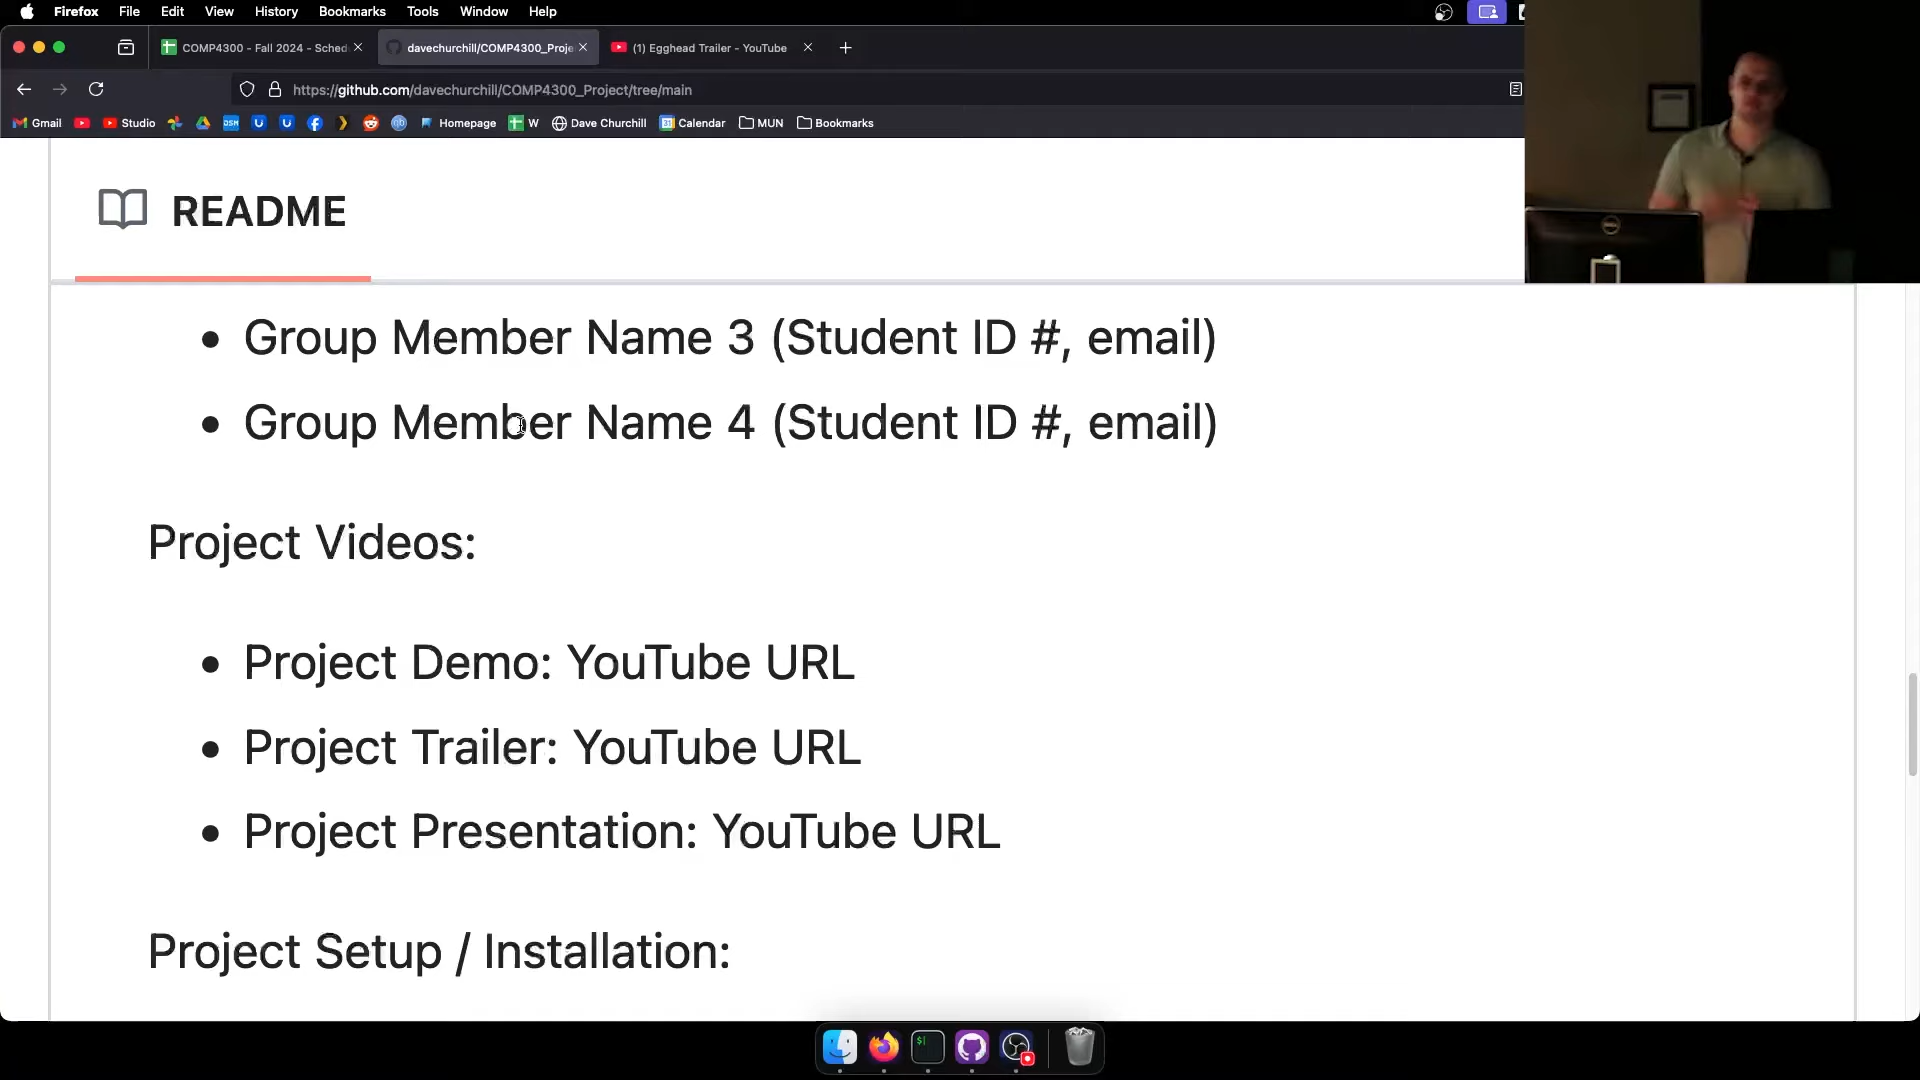 Firefox File Edit View History Bookmarks Tools Window Help
COMP4300 - Fall 2024 - Sched
davechurchill/COMP4300_Proje
(1) Egghead Trailer - YouTube
https://github.com/davechurchill/COMP4300_Project/tree/main
Gmail Studio Homepage W Dave Churchill Calendar MUN Bookmarks
README
• Group Member Name 3 (Student ID #, email)
• Group Member Name 4 (Student ID #, email)
Project Videos:
• Project Demo: YouTube URL
• Project Trailer: YouTube URL
• Project Presentation: YouTube URL
Project Setup / Installation: